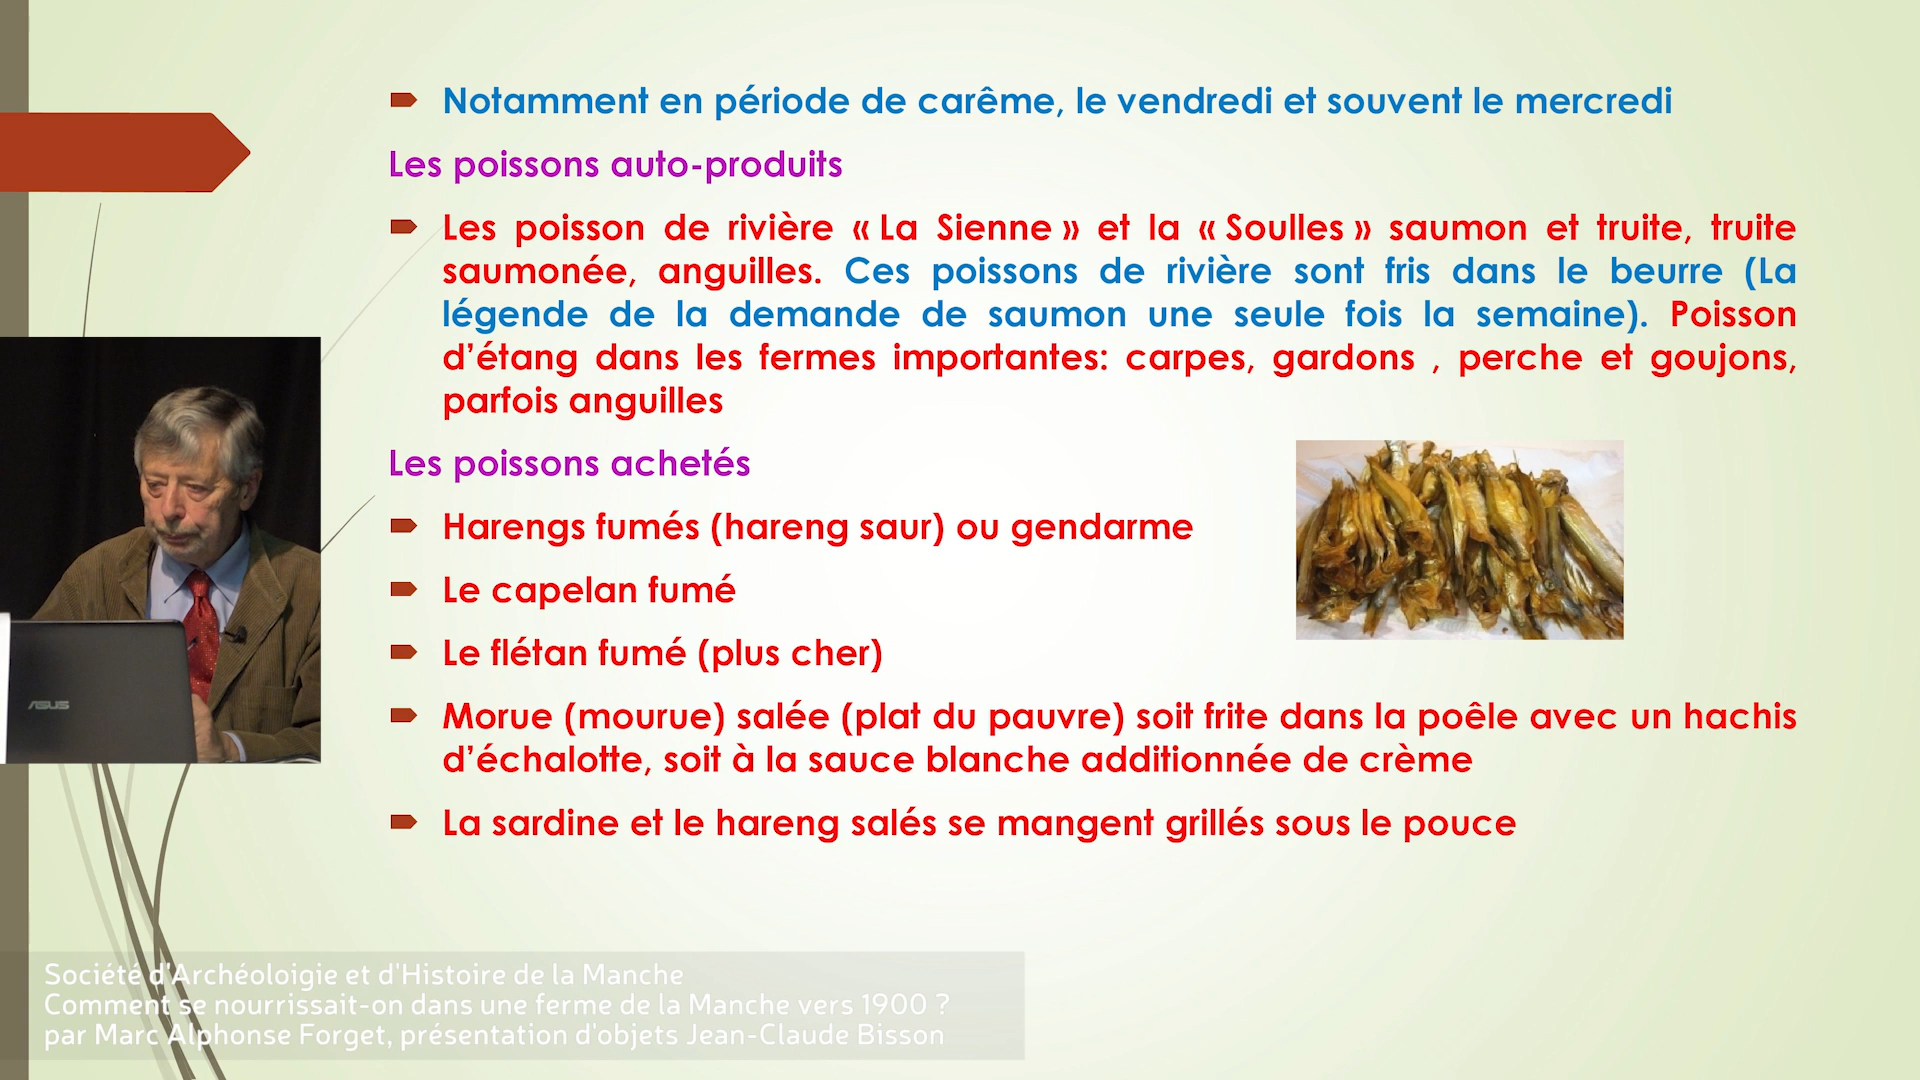 Notamment en période de carême, le vendredi et souvent le mercredi
Les poissons auto-produits
Les poisson de rivière « La Sienne » et la « Soulles » saumon et truite, truite
saumonée, anguilles. Ces poissons de rivière sont fris dans le beurre (La
légende de la demande de saumon une seule fois la semaine). Poisson
d’étang dans les fermes importantes: carpes, gardons , perche et goujons,
parfois anguilles
Les poissons achetés
Harengs fumés (hareng saur) ou gendarme
Le capelan fumé
Le flétan fumé (plus cher)
Morue (mourue) salée (plat du pauvre) soit frite dans la poêle avec un hachis
d’échalotte, soit à la sauce blanche additionnée de crème
La sardine et le hareng salés se mangent grillés sous le pouce
ASUS
Société d'Archéoloigie et d'Histoire de la Manche
Comment se nourrissait-on dans une ferme de la Manche vers 1900 ?
par Marc Alphonse Forget, présentation d'objets Jean-Claude Bisson